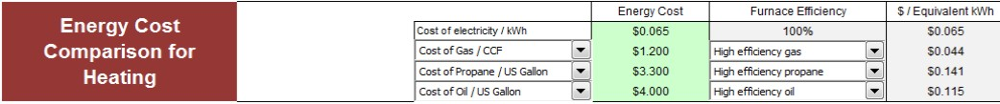 Energy Cost
Comparison for
Heating
Energy Cost Furnace Efficiency $ / Equivalent kWh
Cost of electricity / kWh $0.065 100% $0.065
Cost of Gas / CCF $1.200 High efficiency gas $0.044
Cost of Propane / US Gallon $3.300 High efficiency propane $0.141
Cost of Oil / US Gallon $4.000 High efficiency oil $0.115